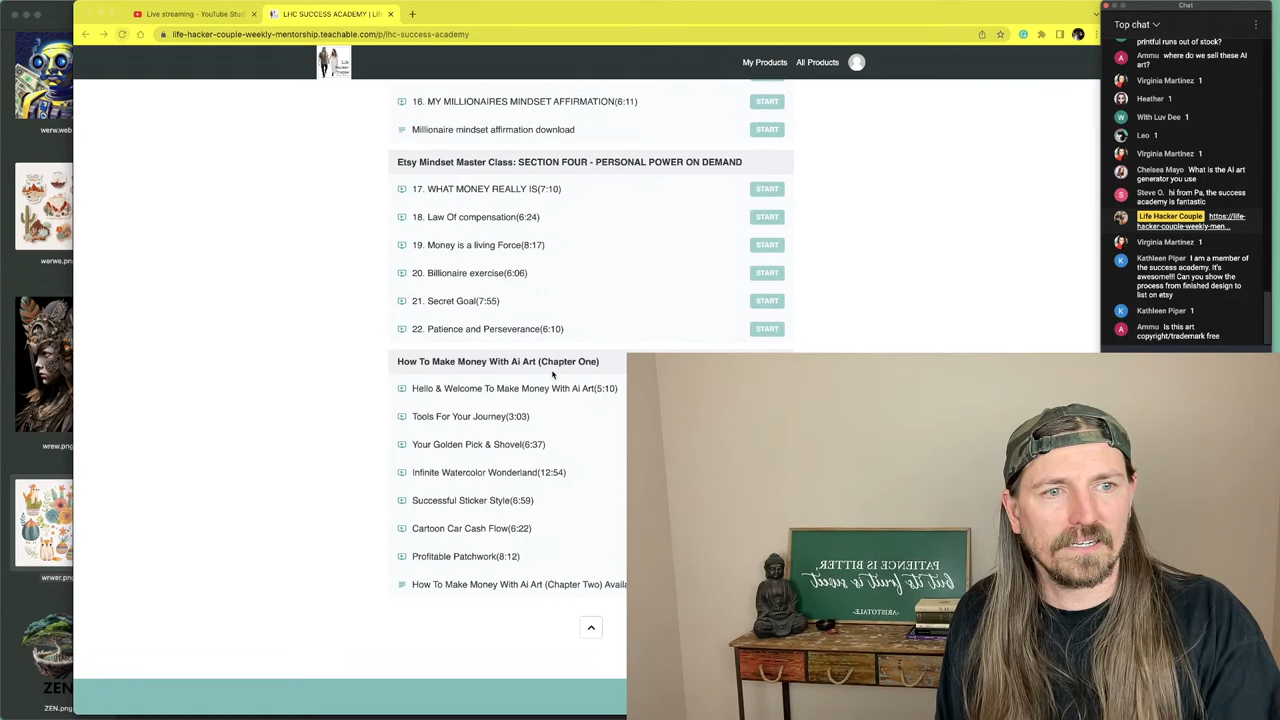 Live streaming - YouTube Stud
LHC SUCCESS ACADEMY | LIF
life-hacker-couple-weekly-mentorship.teachable.com/p/lhc-success-academy
Life
Hacker
Couple
My Products
All Products
16. MY MILLIONAIRES MINDSET AFFIRMATION(6:11)
START
Millionaire mindset affirmation download
START
Etsy Mindset Master Class: SECTION FOUR - PERSONAL POWER ON DEMAND
17. WHAT MONEY REALLY IS(7:10)
START
18. Law Of compensation(6:24)
START
19. Money is a living Force(8:17)
START
20. Billionaire exercise(6:06)
START
21. Secret Goal(7:55)
START
22. Patience and Perseverance(6:10)
START
How To Make Money With Ai Art (Chapter One)
Hello & Welcome To Make Money With Ai Art(5:10)
Tools For Your Journey(3:03)
Your Golden Pick & Shovel(6:37)
Infinite Watercolor Wonderland(12:54)
Successful Sticker Style(6:59)
Cartoon Car Cash Flow(6:22)
Profitable Patchwork(8:12)
How To Make Money With Ai Art (Chapter Two) Availa
werw.web
werwe.png
wrew.png
wrwer.png
ZEN
ZEN.png
Chat
Top chat
printful runs out of stock?
Ammu where do we sell these AI
art?
Virginia Martinez 1
Heather 1
With Luv Dee 1
Leo 1
Virginia Martinez 1
Chelsea Mayo What is the AI art
generator you use
Steve O. hi from Pa, the success
academy is fantastic
Life Hacker Couple https://life-
hacker-couple-weekly-men...
Virginia Martinez 1
Kathleen Piper I am a member of
the success academy. it's
awesome!!! Can you show the
process from finished design to
list on etsy
Kathleen Piper 1
Ammu Is this art
copyright/trademark free
PATIENCE IS BITTER,
but its fruit is sweet
-ARISTOTLE-